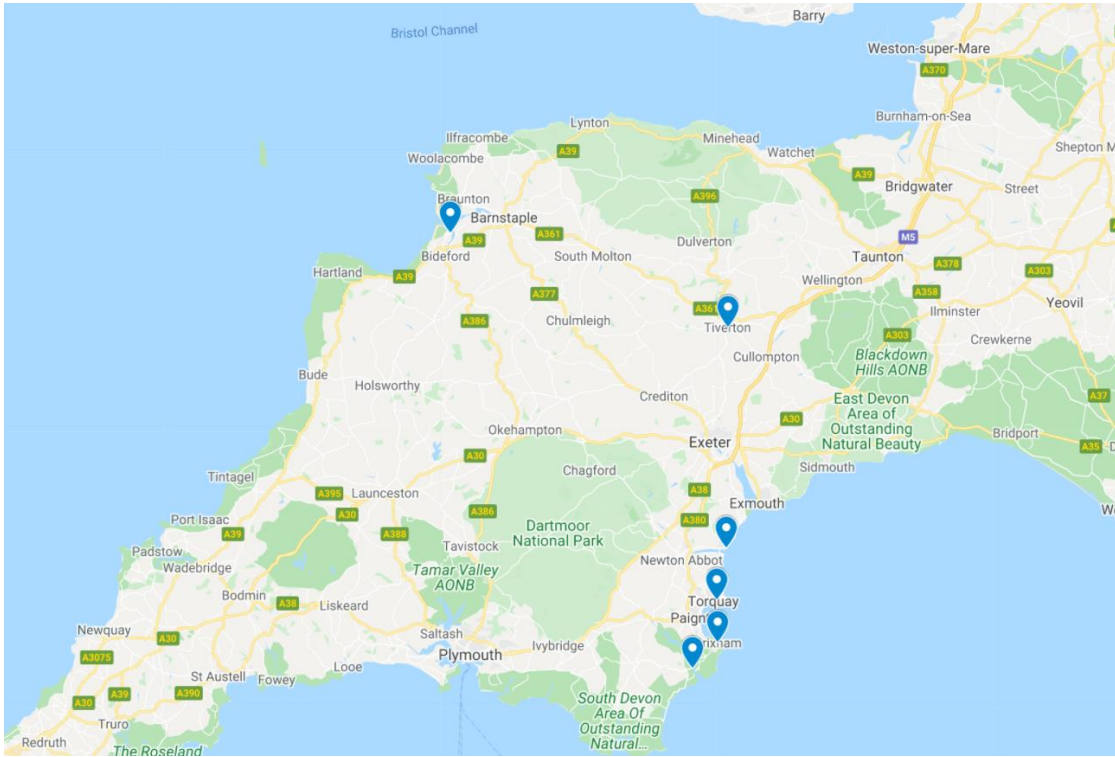 Barry
Bristol Channel
Weston-super-Mare
A370
Burnham-on-Sea
Lynton
Ilfracombe
Minehead
Watchet
A39
Shepton M
Woolacombe
A39
Bridgwater
Street
Braunton
A396
Barnstaple
A361
M5
A39
Dulverton
Taunton
A378
A303
Bideford
South Molton
Hartland
A39
Wellington
A377
A358
Yeovil
A361
Ilminster
A386
Chulmleigh
Tiverton
A303
Crewkerne
Cullompton
Blackdown
Hills AONB
Bude
Holsworthy
Crediton
A37
East Devon
Area of
Outstanding
Natural Beauty
A30
Okehampton
Exeter
Bridport
A35
A30
Chagford
Sidmouth
Tintagel
A395
Launceston
A38
Exmouth
A30
A386
Port Isaac
A380
Dartmoor
National Park
A39
A388
Padstow
Tavistock
Newton Abbot
Wadebridge
Tamar Valley
AONB
Bodmin
A38
Liskeard
Torquay
Paign
Newquay
A30
Saltash
Ivybridge
rixham
A3075
Plymouth
Looe
St Austell
Fowey
A390
A30
A39
South Devon
Area Of
Outstanding
Natural...
Truro
Redruth
The Roseland